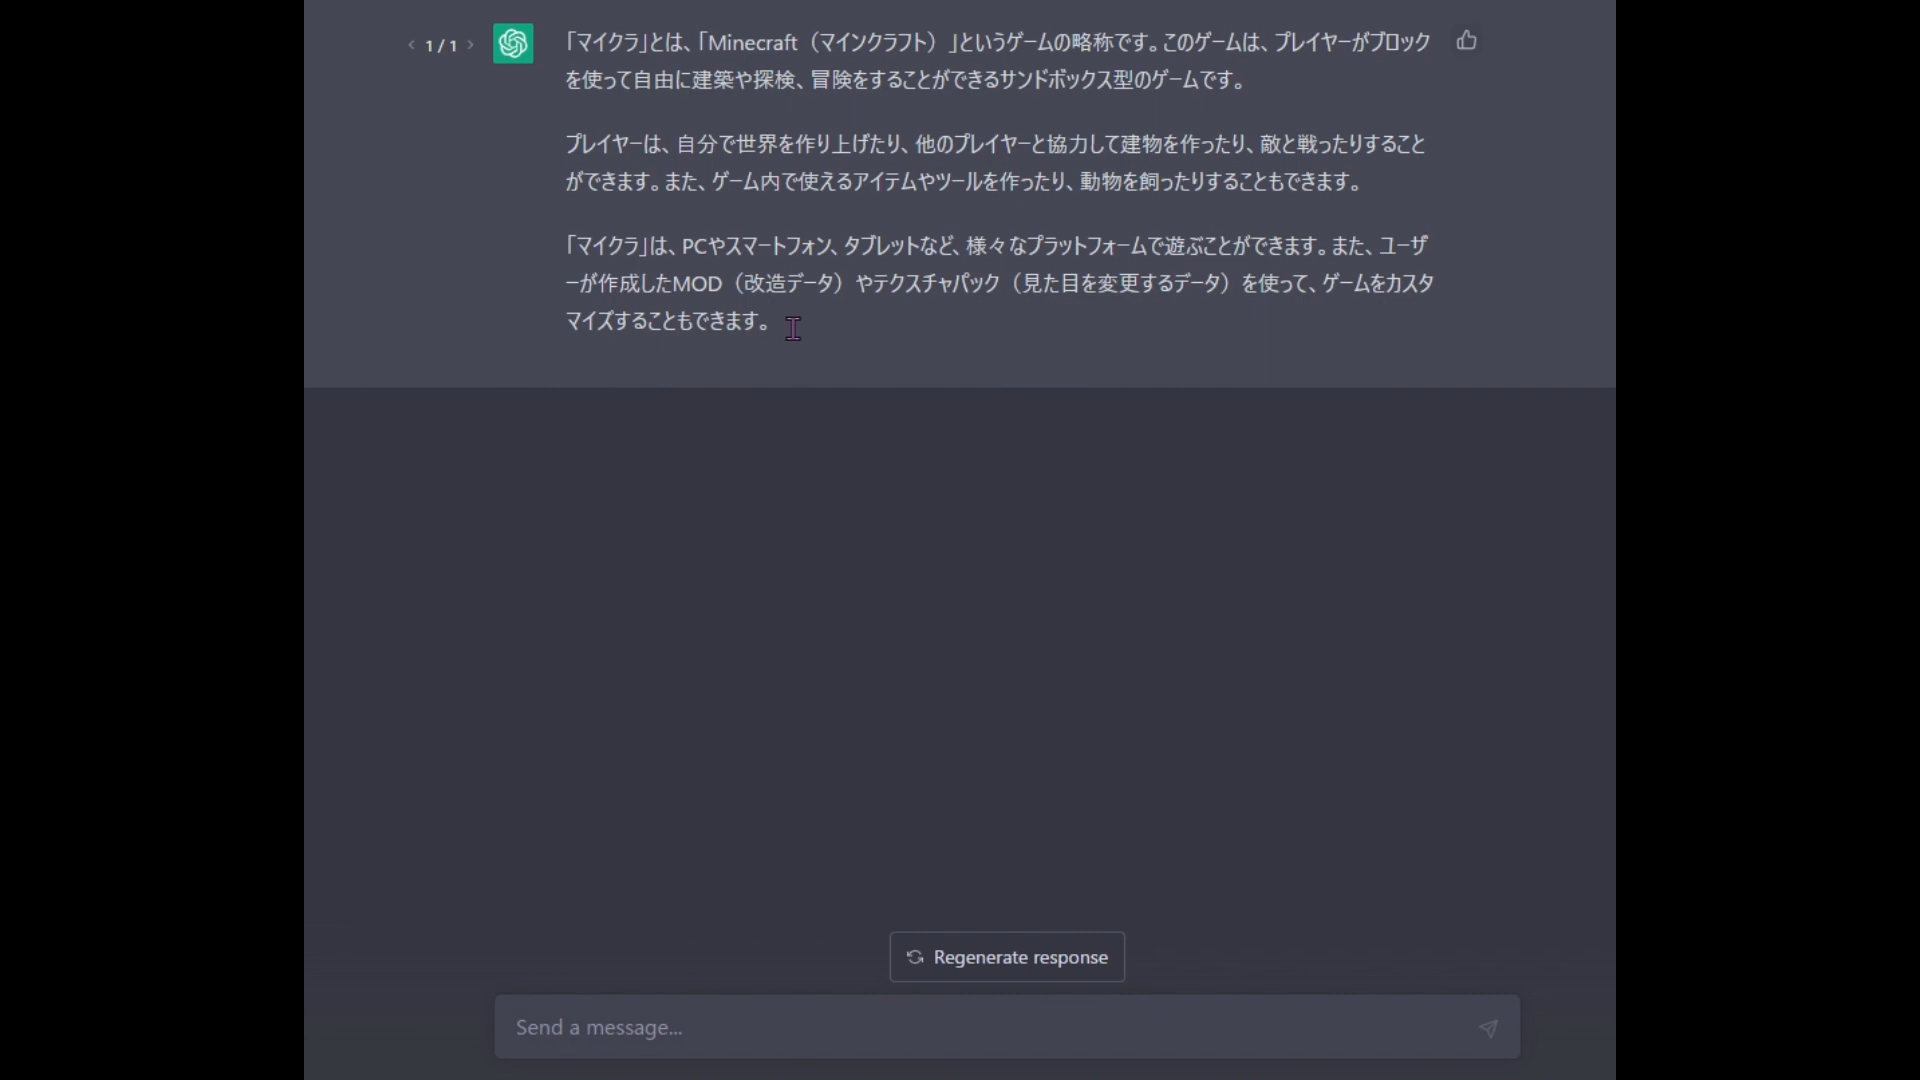 1 / 1
「マイクラ」とは、「Minecraft（マインクラフト）」というゲームの略称です。このゲームは、プレイヤーがブロック
を使って自由に建築や探検、冒険をすることができるサンドボックス型のゲームです。
プレイヤーは、自分で世界を作り上げたり、他のプレイヤーと協力して建物を作ったり、敵と戦ったりすること
ができます。また、ゲーム内で使えるアイテムやツールを作ったり、動物を飼ったりすることもできます。
「マイクラ」は、PCやスマートフォン、タブレットなど、様々なプラットフォームで遊ぶことができます。また、ユーザ
ーが作成したMOD（改造データ）やテクスチャパック（見た目を変更するデータ）を使って、ゲームをカスタ
マイズすることもできます。
Regenerate response
Send a message...